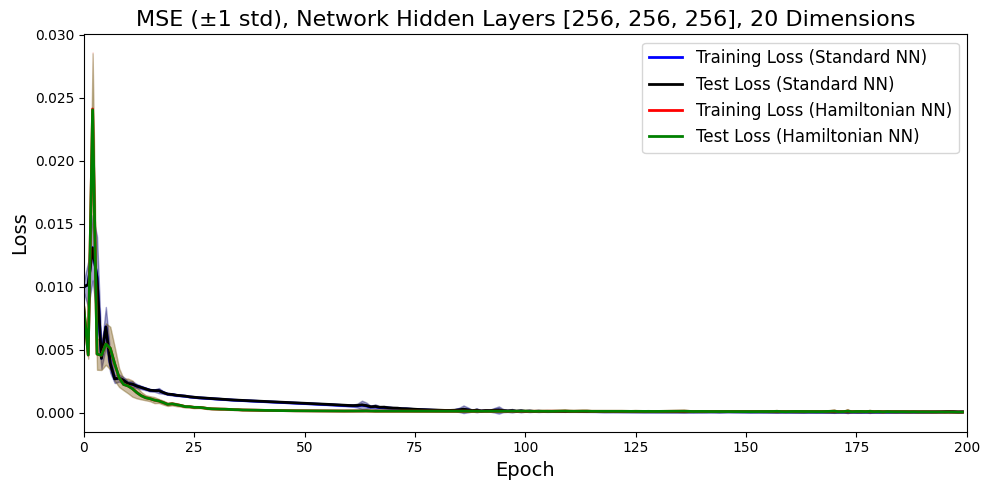 MSE (±1 std), Network Hidden Layers [256, 256, 256], 20 Dimensions
Training Loss (Standard NN)
Test Loss (Standard NN)
Training Loss (Hamiltonian NN)
Test Loss (Hamiltonian NN)
Loss
0.030
0.025
0.020
0.015
0.010
0.005
0.000
0 25 50 75 100 125 150 175 200
Epoch